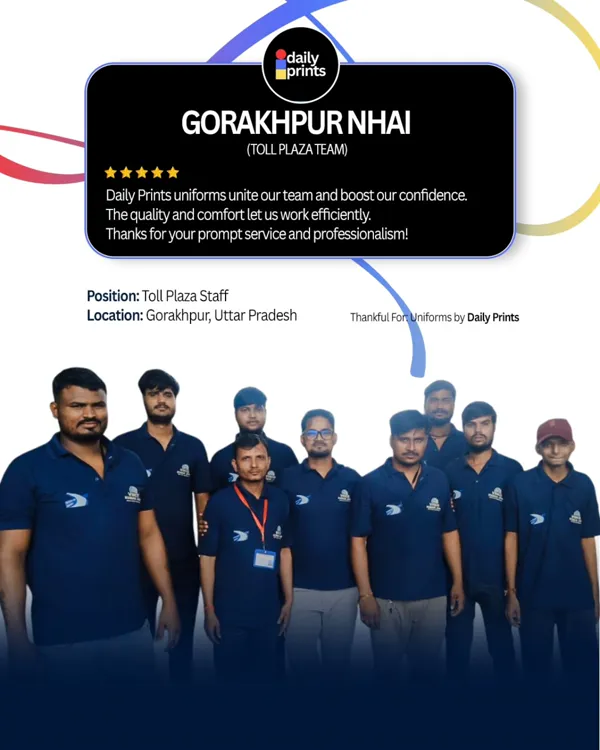 daily
prints
GORAKHPUR NHAI
(TOLL PLAZA TEAM)
Daily Prints uniforms unite our team and boost our confidence.
The quality and comfort let us work efficiently.
Thanks for your prompt service and professionalism!
Position: Toll Plaza Staff
Location: Gorakhpur, Uttar Pradesh
Thankful For: Uniforms by Daily Prints